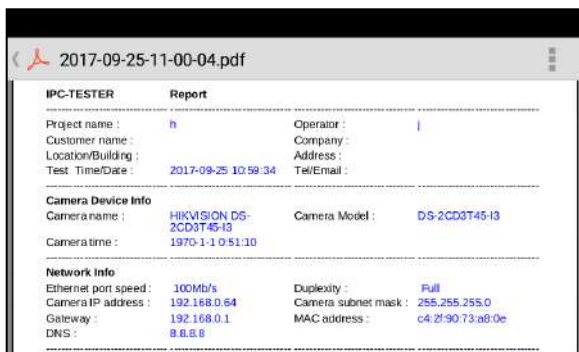 2017-09-25-11-00-04.pdf
IPC-TESTER Report
Project name : h Operator : j
Customer name : Company :
Location/Building : Address :
Test Time/Date : 2017-09-25 10:59:34 Tel/Email :
Camera Device Info
Camera name : HIKVISION DS-2CD3T45-I3 Camera Model : DS-2CD3T45-I3
Camera time : 1970-1-1 0:51:10
Network Info
Ethernet port speed : 100Mb/s Duplexity : Full
Camera IP address : 192.168.0.64 Camera subnet mask : 255.255.255.0
Gateway : 192.168.0.1 MAC address : c4:2f:90:73:a8:0e
DNS : 8.8.8.8